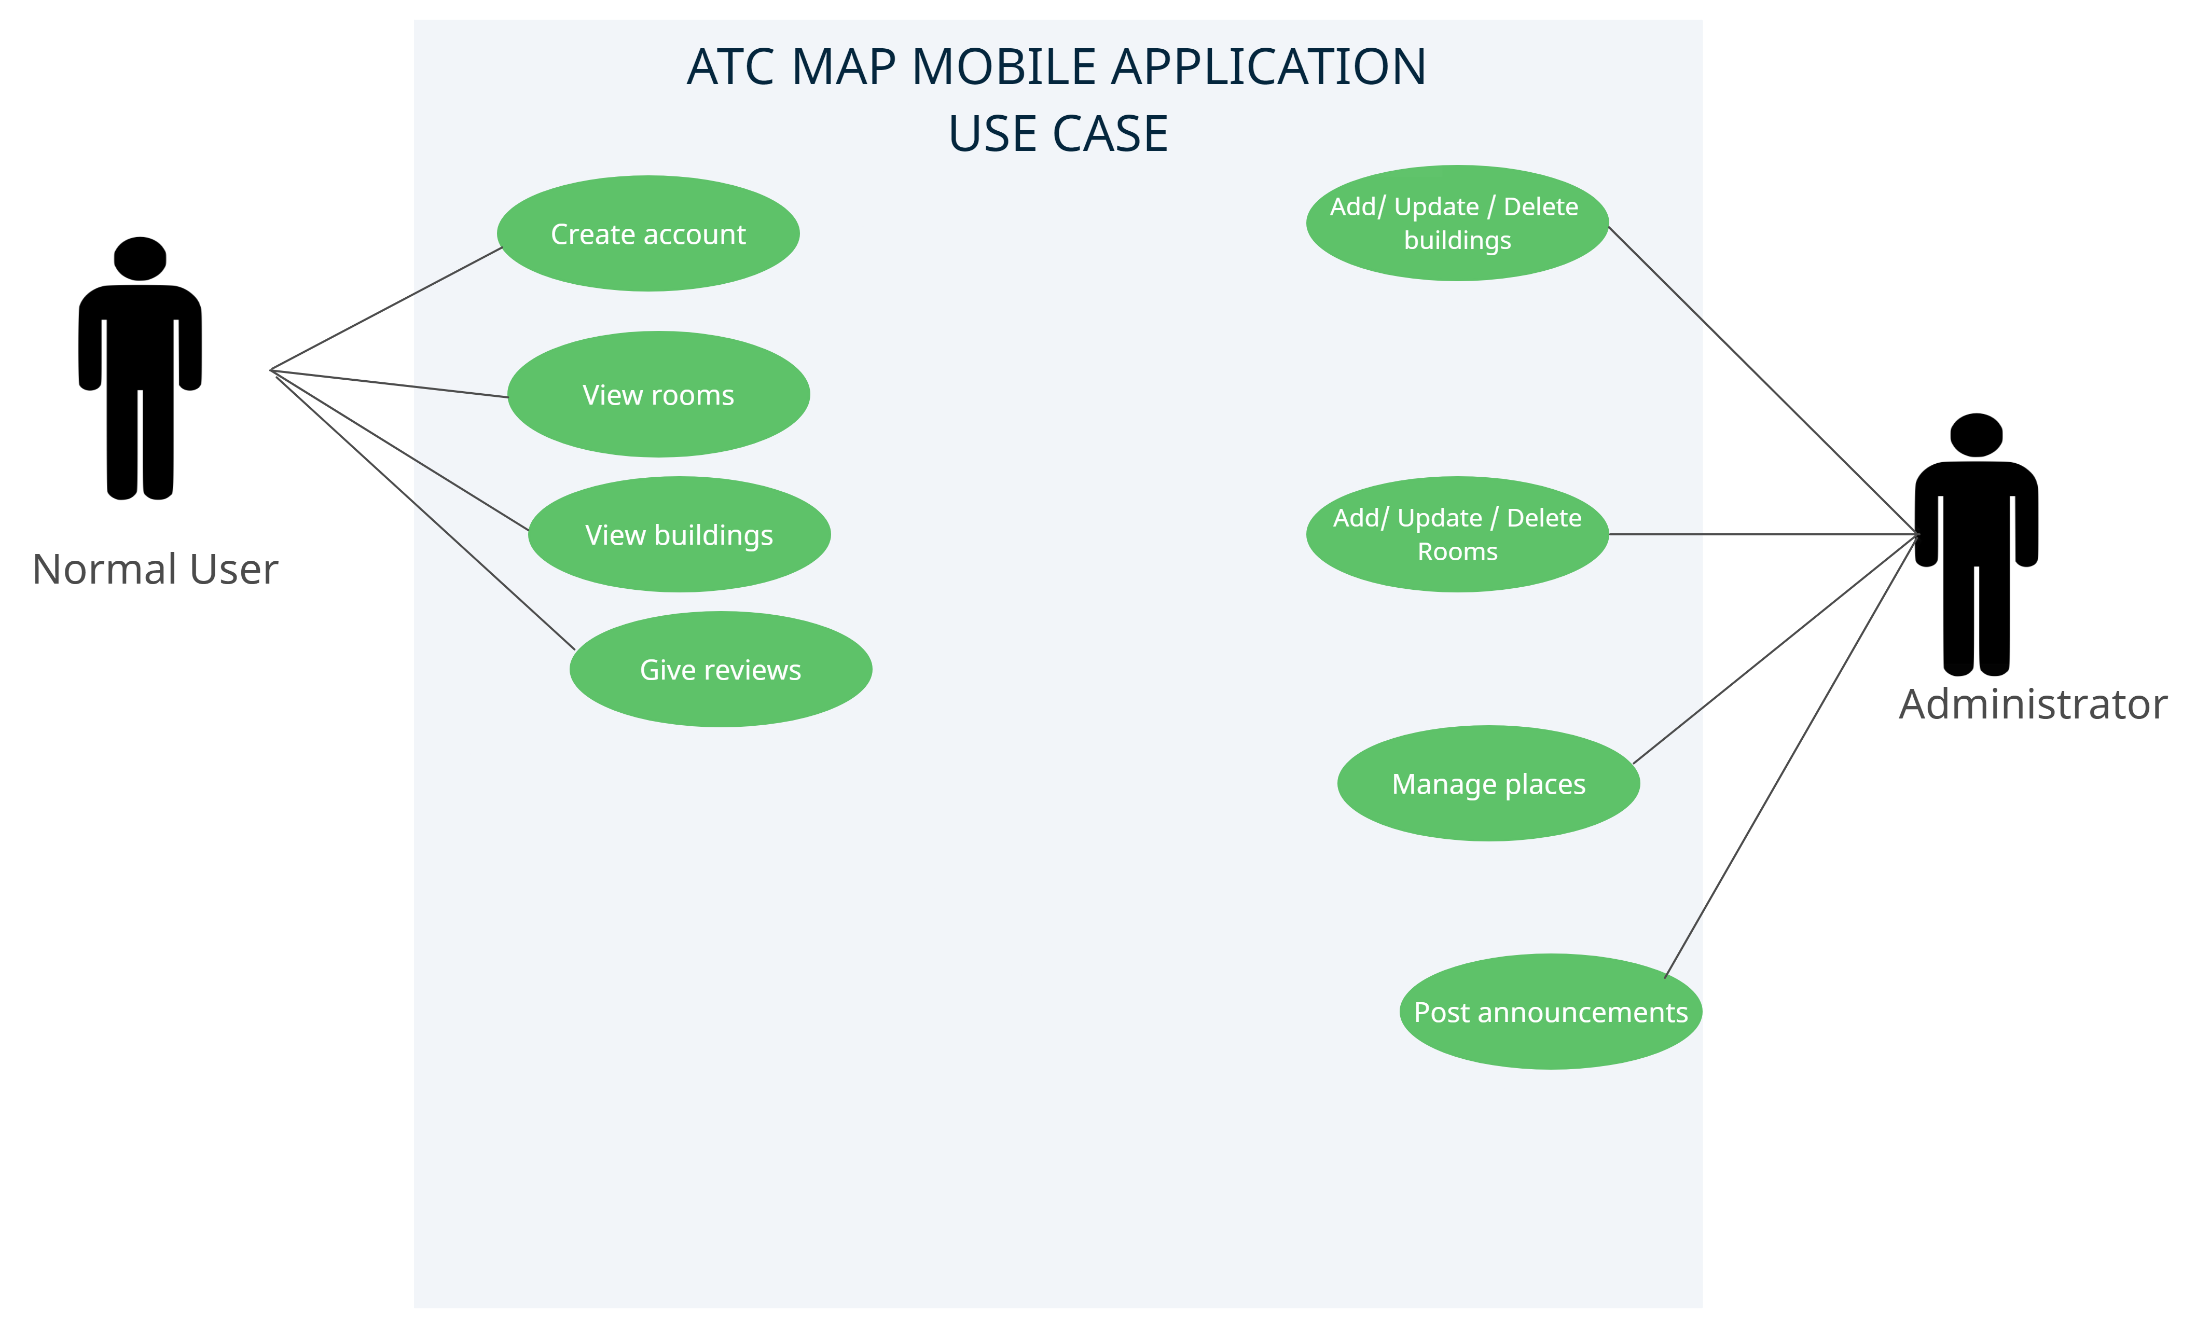 ATC MAP MOBILE APPLICATION
USE CASE
Create account
View rooms
View buildings
Give reviews
Normal User
Add/ Update / Delete
buildings
Add/ Update / Delete
Rooms
Manage places
Post announcements
Administrator